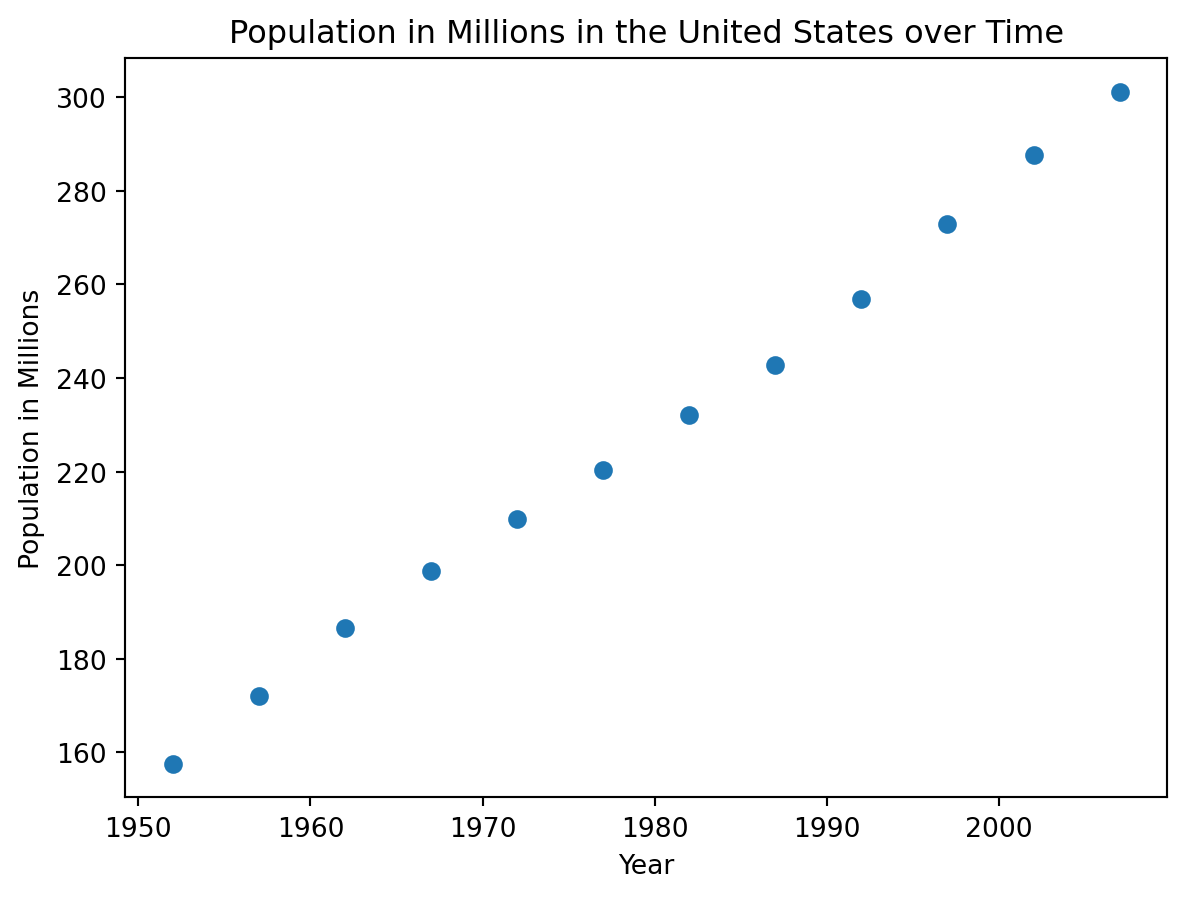 Population in Millions in the United States over Time
Population in Millions
300
280
260
240
220
200
180
160
1950 1960 1970 1980 1990 2000
Year